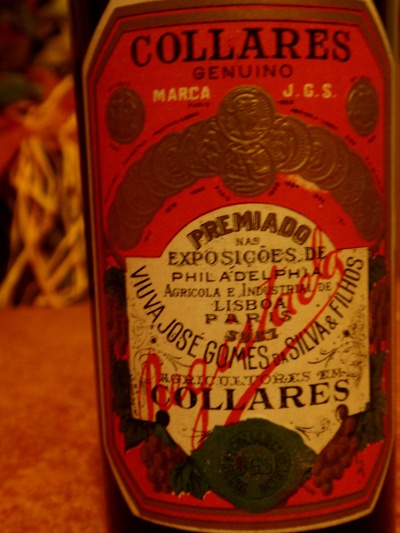 COLLARES
GENUINO
MARCA J.G.S.
PREMIADO
NAS
EXPOSIÇÕES DE
PHILADELPHIA
AGRICOLA E INDUSTRIAL DE
LISBOA
PARIS
VIUVA JOSÉ GOMES DA SILVA & FILHOS
AGRICULTORES EM
COLLARES